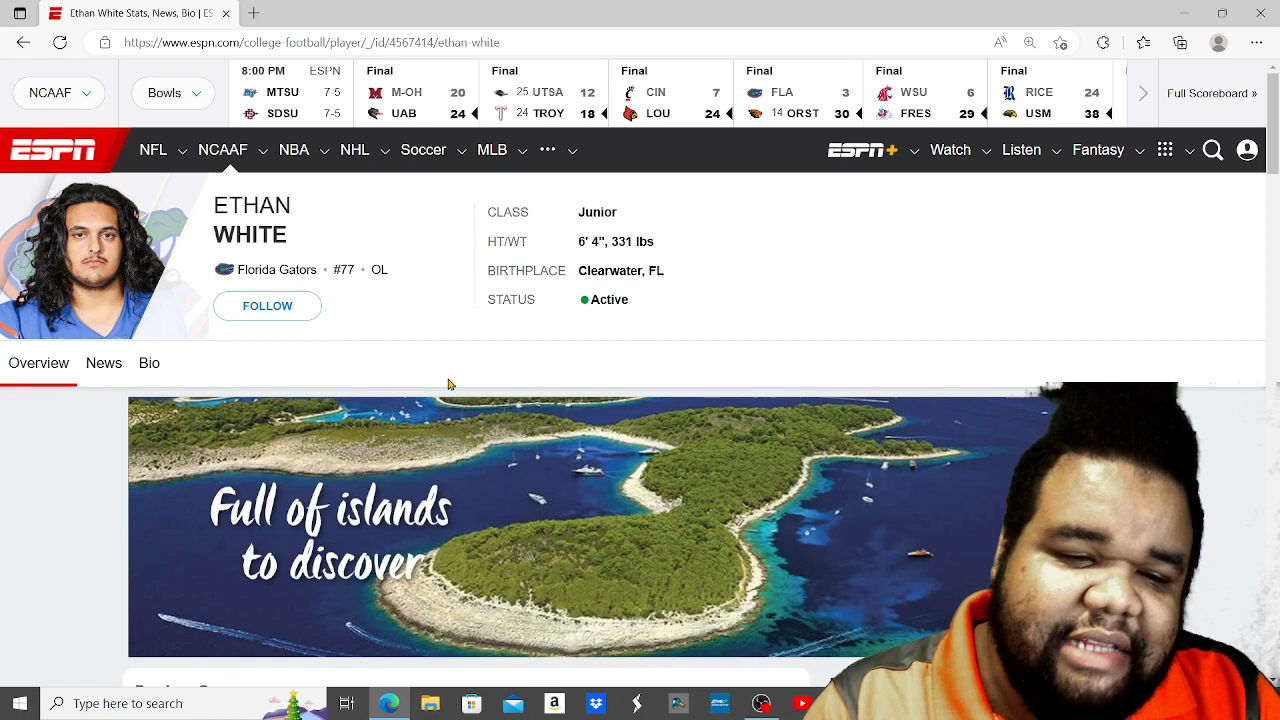 Ethan White Stats, News, Bio | ES
https://www.espn.com/college-football/player/_/id/4567414/ethan-white
NCAAF
Bowls
8:00 PM ESPN
MTSU 7-5
SDSU 7-5
Final
M-OH 20
UAB 24
Final
25 UTSA 12
24 TROY 18
Final
CIN 7
LOU 24
Final
FLA 3
14 ORST 30
Final
WSU 6
FRES 29
Final
RICE 24
USM 38
Full Scoreboard »
ESPN NFL NCAAF NBA NHL Soccer MLB ESPN+ Watch Listen Fantasy
ETHAN
WHITE
Florida Gators • #77 • OL
FOLLOW
CLASS Junior
HT/WT 6' 4", 331 lbs
BIRTHPLACE Clearwater, FL
STATUS Active
Overview News Bio
Full of islands
to discover
Type here to search